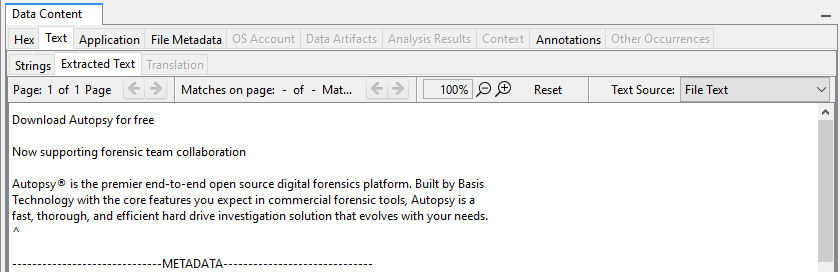 Data Content
Hex Text Application File Metadata OS Account Data Artifacts Analysis Results Context Annotations Other Occurrences
Strings Extracted Text Translation
Page: 1 of 1 Page Matches on page: - of - Mat... 100% Reset Text Source: File Text
Download Autopsy for free
Now supporting forensic team collaboration
Autopsy® is the premier end-to-end open source digital forensics platform. Built by Basis
Technology with the core features you expect in commercial forensic tools, Autopsy is a
fast, thorough, and efficient hard drive investigation solution that evolves with your needs.
^
------------------------------METADATA------------------------------